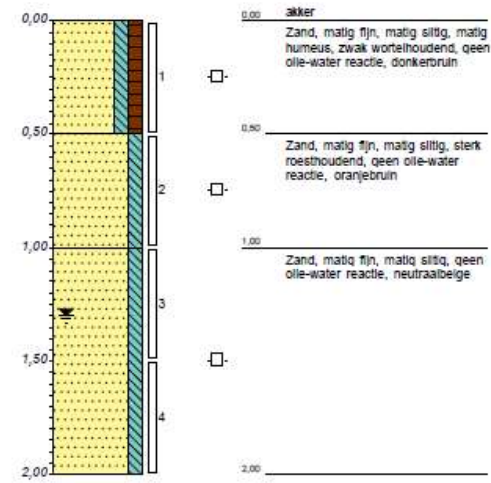 0,00
0,50
1,00
1,50
2,00
1
2
3
4
0,00
akker
Zand, matig fijn, matig siltig, matig
humeus, zwak wortelhoudend, geen
olie-water reactie, donkerbruin
0,50
Zand, matig fijn, matig siltig, sterk
roesthoudend, geen olie-water
reactie, oranjebruin
1,00
Zand, matig fijn, matig siltig, geen
olie-water reactie, neutraalbeige
2,00